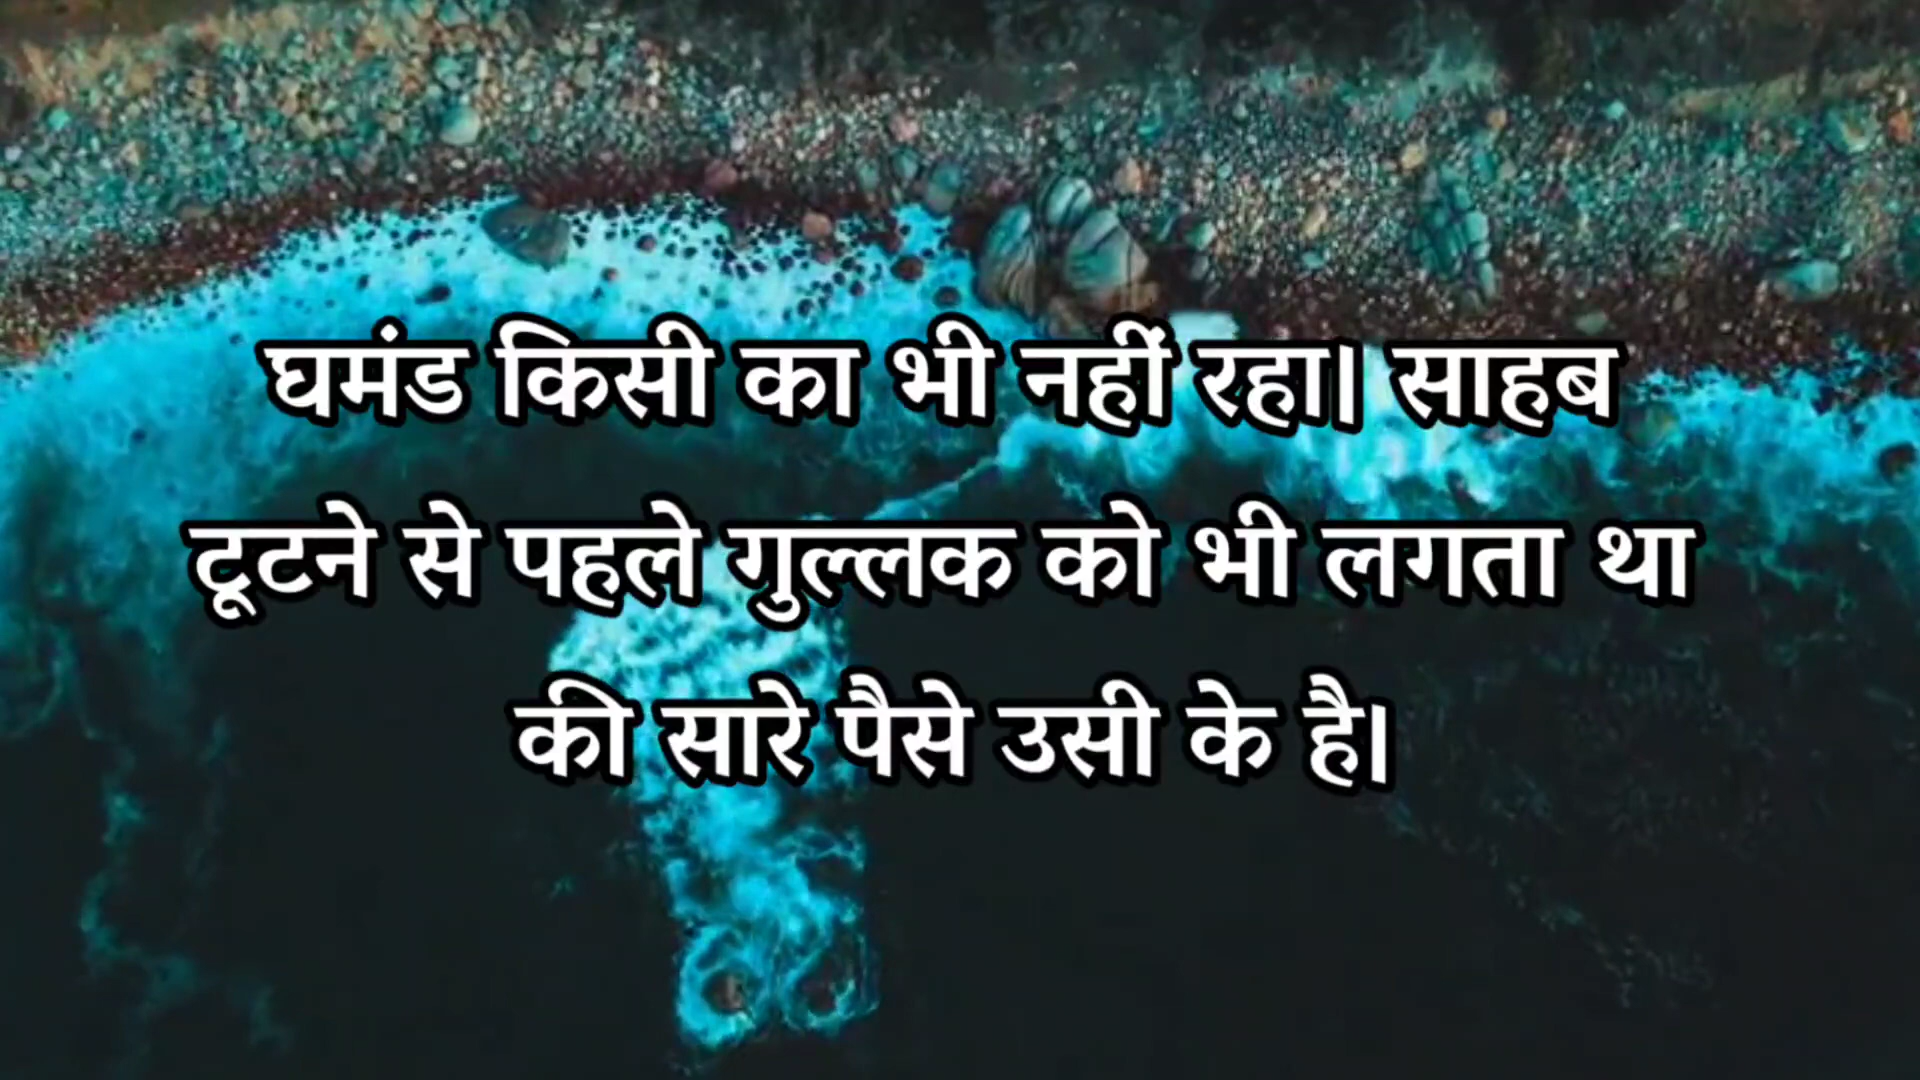 घमंड किसी का भी नहीं रहा। साहब
टूटने से पहले गुल्लक को भी लगता था
की सारे पैसे उसी के है।